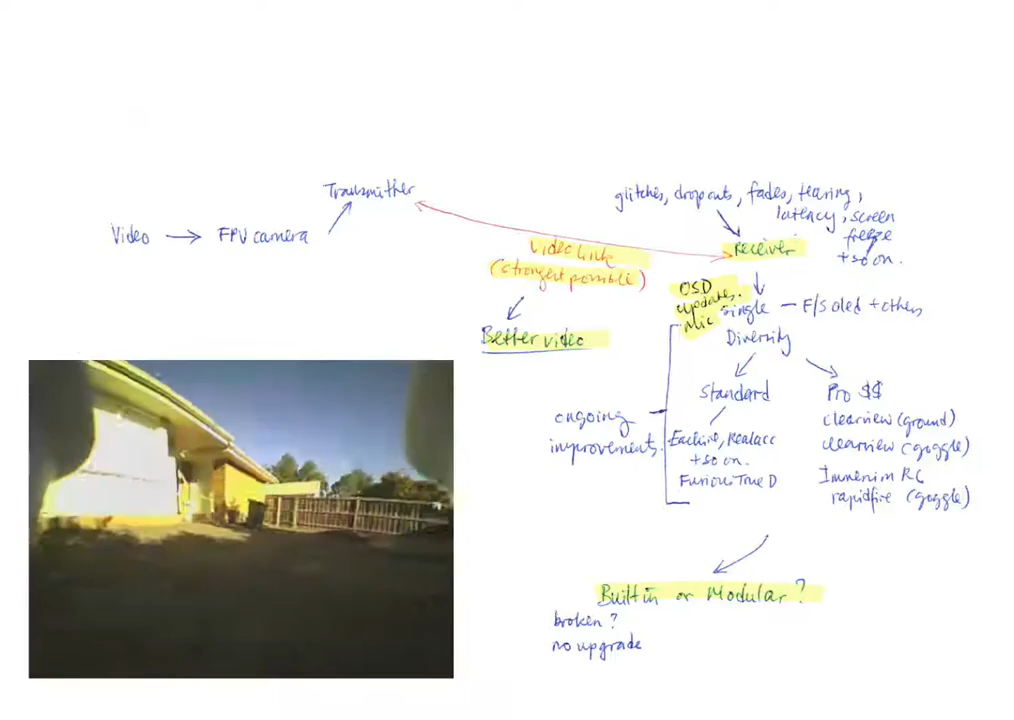 Transmitter
Video → FPV camera
glitches, dropouts, fades, tearing,
latency, screen
freeze
+ so on.
receiver
video link
(strongest possible)
Better video
OSD
updates.
Mic
single — F/S oled + others
Diversity
ongoing
improvements.
Standard
Eachine, Realacc
+ so on.
Furious True D
Pro $$
clearview (ground)
clearview (goggle)
Immersion RC
rapidfire (goggle)
Built in or Modular?
broken?
no upgrade